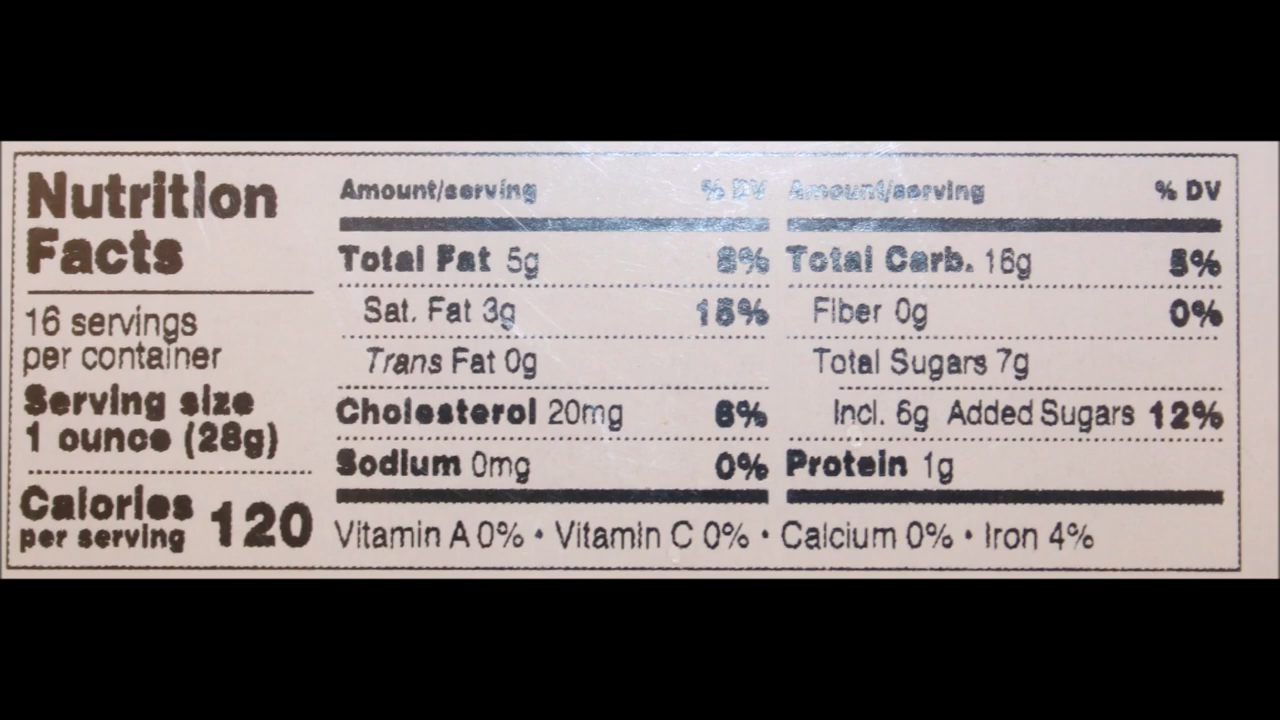 Nutrition
Facts
16 servings
per container
Serving size
1 ounce (28g)
Calories
per serving
120
Amount/serving % DV
Total Fat 5g 8%
Sat. Fat 3g 15%
Trans Fat 0g
Cholesterol 20mg 6%
Sodium 0mg 0%
Amount/serving % DV
Total Carb. 16g 5%
Fiber 0g 0%
Total Sugars 7g
Incl. 6g Added Sugars 12%
Protein 1g
Vitamin A 0% • Vitamin C 0% • Calcium 0% • Iron 4%